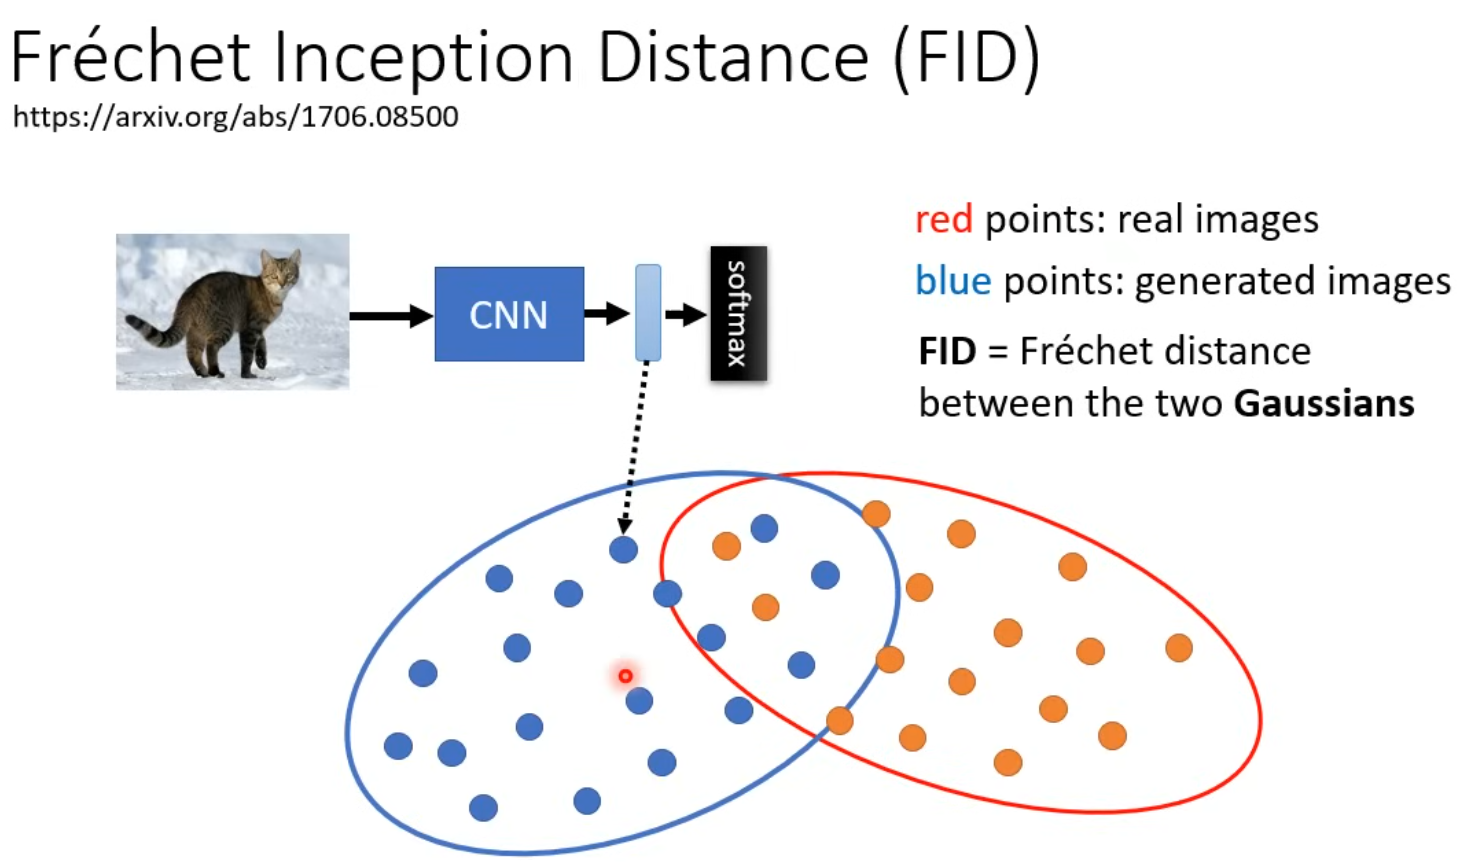 Fréchet Inception Distance (FID)
https://arxiv.org/abs/1706.08500
red points: real images
blue points: generated images
CNN
softmax
FID = Fréchet distance
between the two Gaussians